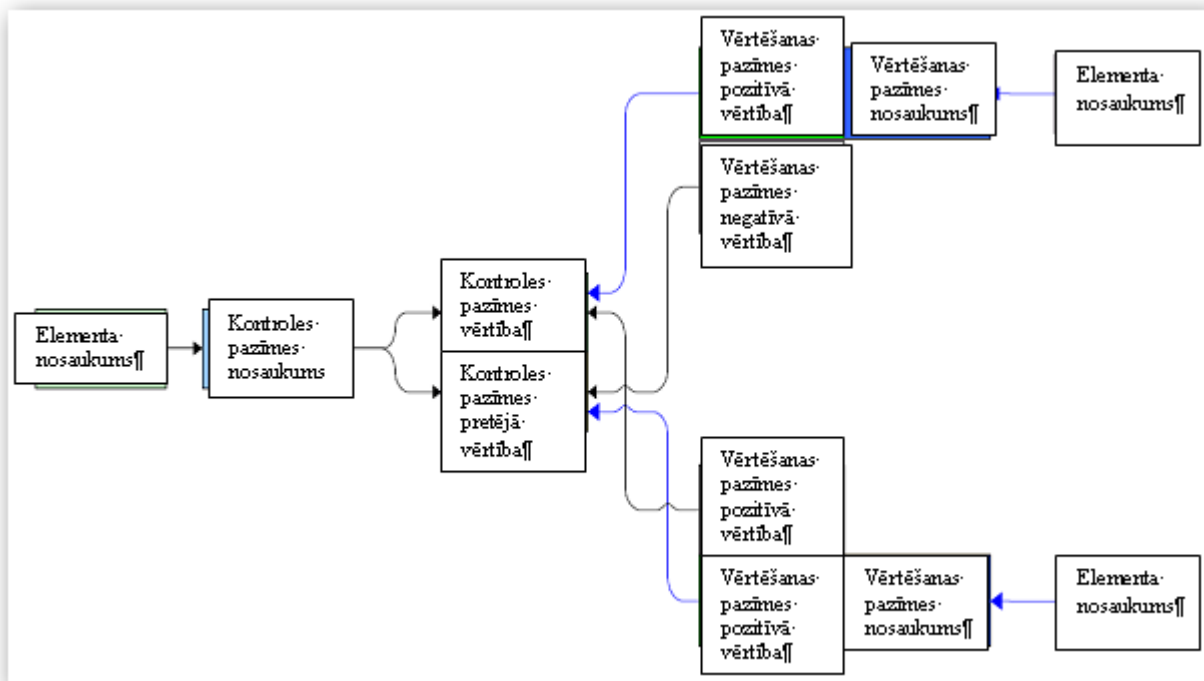 Vērtēšanas·
pazīmes·
pozitīvā·
vērtība¶
Vērtēšanas·
pazīmes·
nosaukums¶
Elementa·
nosaukums¶
Vērtēšanas·
pazīmes·
negatīvā·
vērtība¶
Elementa·
nosaukums¶
Kontroles·
pazīmes·
nosaukums
Kontroles·
pazīmes·
vērtība¶
Kontroles·
pazīmes·
pretējā·
vērtība¶
Vērtēšanas·
pazīmes·
pozitīvā·
vērtība¶
Vērtēšanas·
pazīmes·
pozitīvā·
vērtība¶
Vērtēšanas·
pazīmes·
nosaukums¶
Elementa·
nosaukums¶